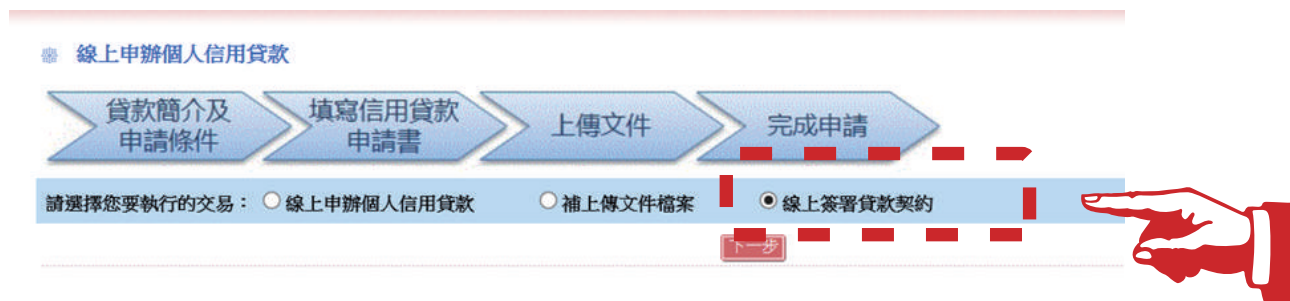 線上申辦個人信用貸款
貸款簡介及
申請條件
填寫信用貸款
申請書
上傳文件
完成申請
請選擇您要執行的交易： 線上申辦個人信用貸款 補上傳文件檔案 線上簽署貸款契約
下一步